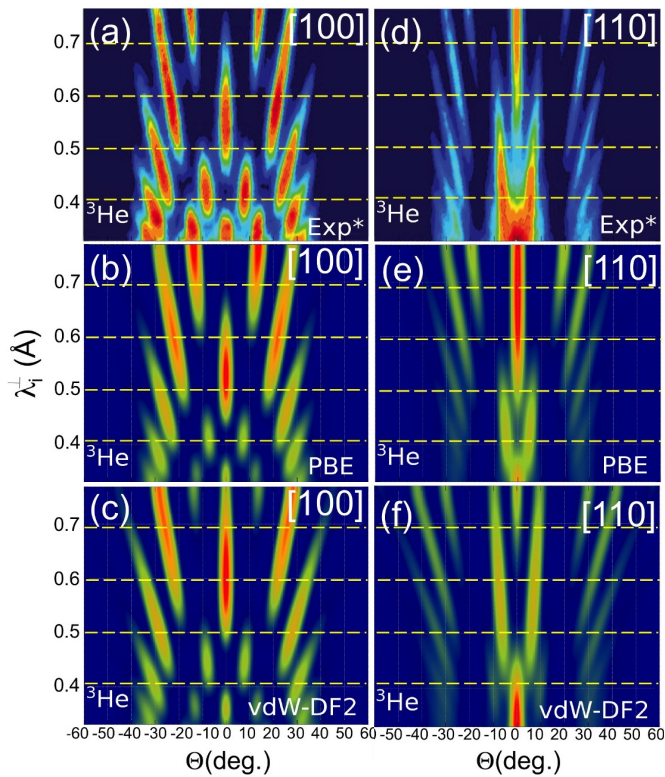 (a) [100]
0.7
0.6
0.5
0.4
³He Exp*
(d) [110]
³He Exp*
(b) [100]
0.7
0.6
0.5
0.4
³He PBE
(e) [110]
³He PBE
λᵢ^⊥ (Å)
(c) [100]
0.7
0.6
0.5
0.4
³He vdW-DF2
(f) [110]
³He vdW-DF2
-60 -50 -40 -30 -20 -10 0 10 20 30 40 50 60
-50 -40 -30 -20 -10 0 10 20 30 40 50 60
Θ(deg.) Θ(deg.)